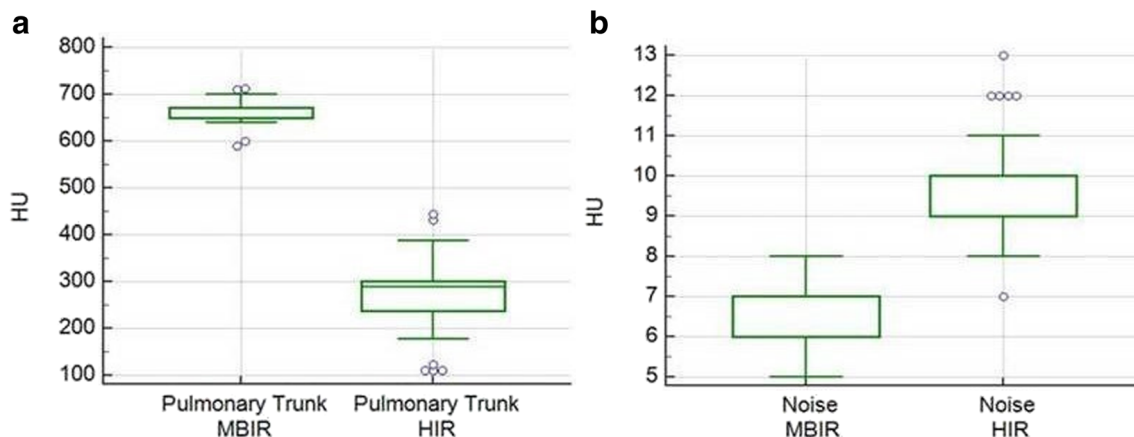 a
800
700
600
500
400
300
200
100
HU
Pulmonary Trunk
MBIR
Pulmonary Trunk
HIR
b
13
12
11
10
9
8
7
6
5
HU
Noise
MBIR
Noise
HIR